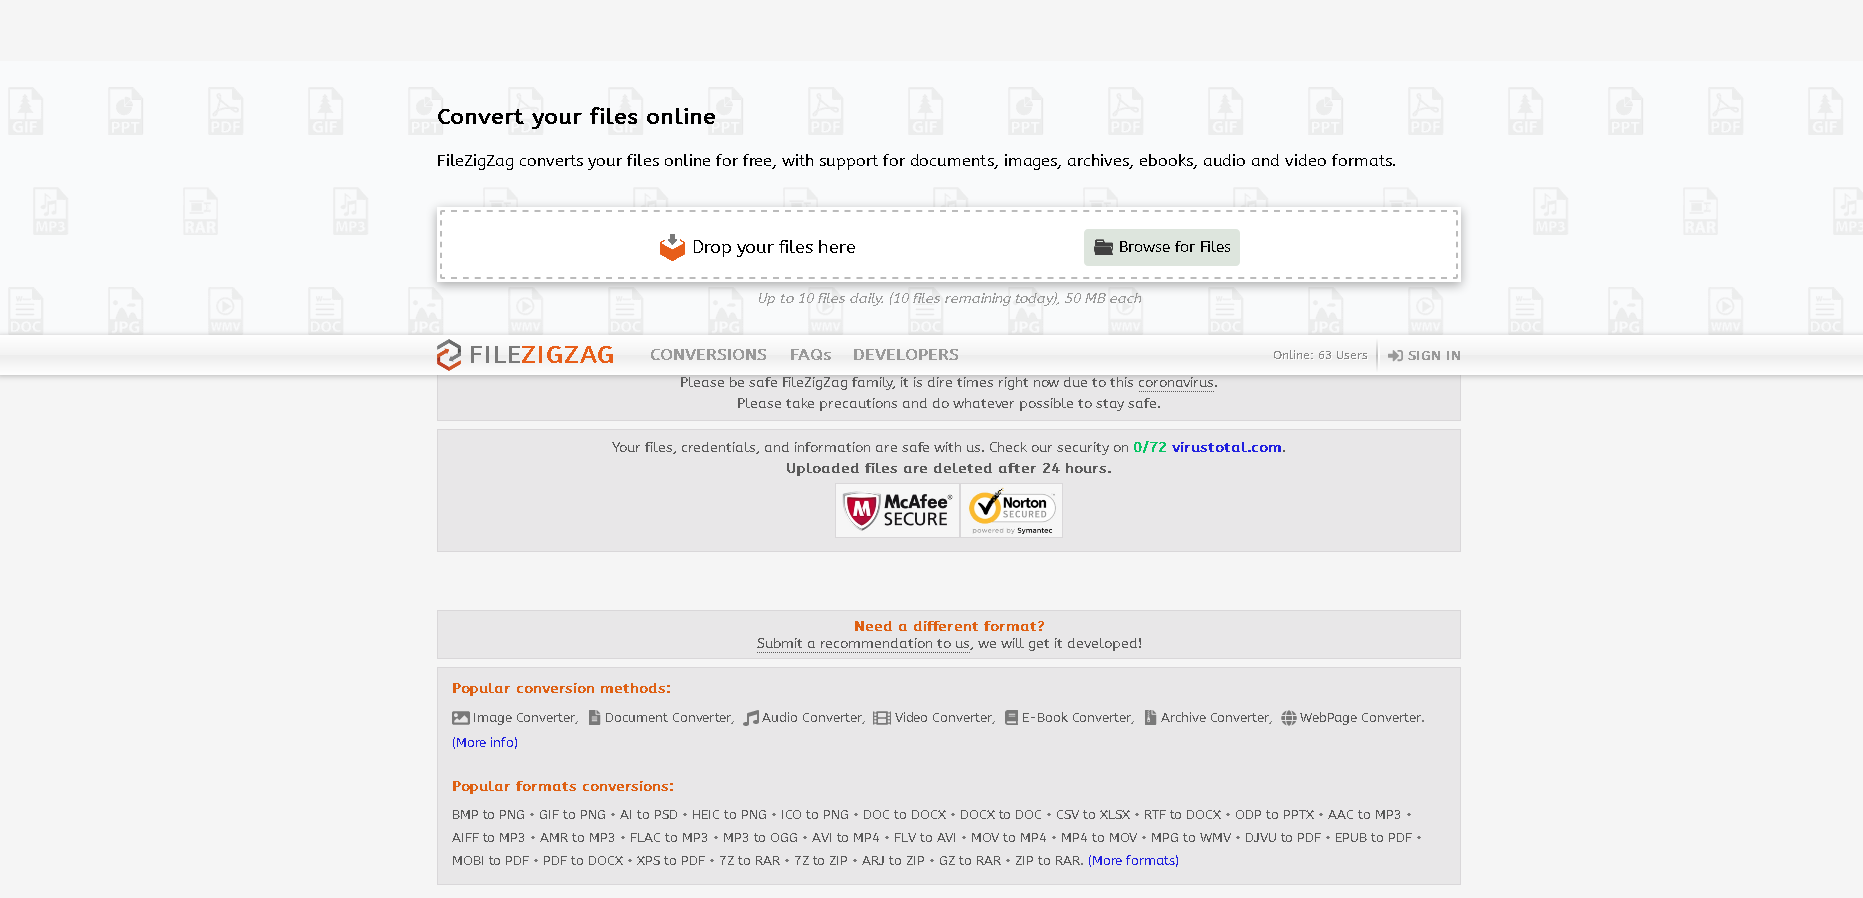 Convert your files online
FileZigZag converts your files online for free, with support for documents, images, archives, ebooks, audio and video formats.
Drop your files here
Browse for Files
Up to 10 files daily. (10 files remaining today), 50 MB each
FILEZIGZAG CONVERSIONS FAQs DEVELOPERS Online: 63 Users SIGN IN
Please be safe FileZigZag family, it is dire times right now due to this coronavirus.
Please take precautions and do whatever possible to stay safe.
Your files, credentials, and information are safe with us. Check our security on 0/72 virustotal.com.
Uploaded files are deleted after 24 hours.
McAfee SECURE
Norton SECURED
powered by Symantec
Need a different format?
Submit a recommendation to us, we will get it developed!
Popular conversion methods:
Image Converter, Document Converter, Audio Converter, Video Converter, E-Book Converter, Archive Converter, WebPage Converter.
(More info)
Popular formats conversions:
BMP to PNG • GIF to PNG • AI to PSD • HEIC to PNG • ICO to PNG • DOC to DOCX • DOCX to DOC • CSV to XLSX • RTF to DOCX • ODP to PPTX • AAC to MP3 •
AIFF to MP3 • AMR to MP3 • FLAC to MP3 • MP3 to OGG • AVI to MP4 • FLV to AVI • MOV to MP4 • MP4 to MOV • MPG to WMV • DJVU to PDF • EPUB to PDF •
MOBI to PDF • PDF to DOCX • XPS to PDF • 7Z to RAR • 7Z to ZIP • ARJ to ZIP • GZ to RAR • ZIP to RAR. (More formats)